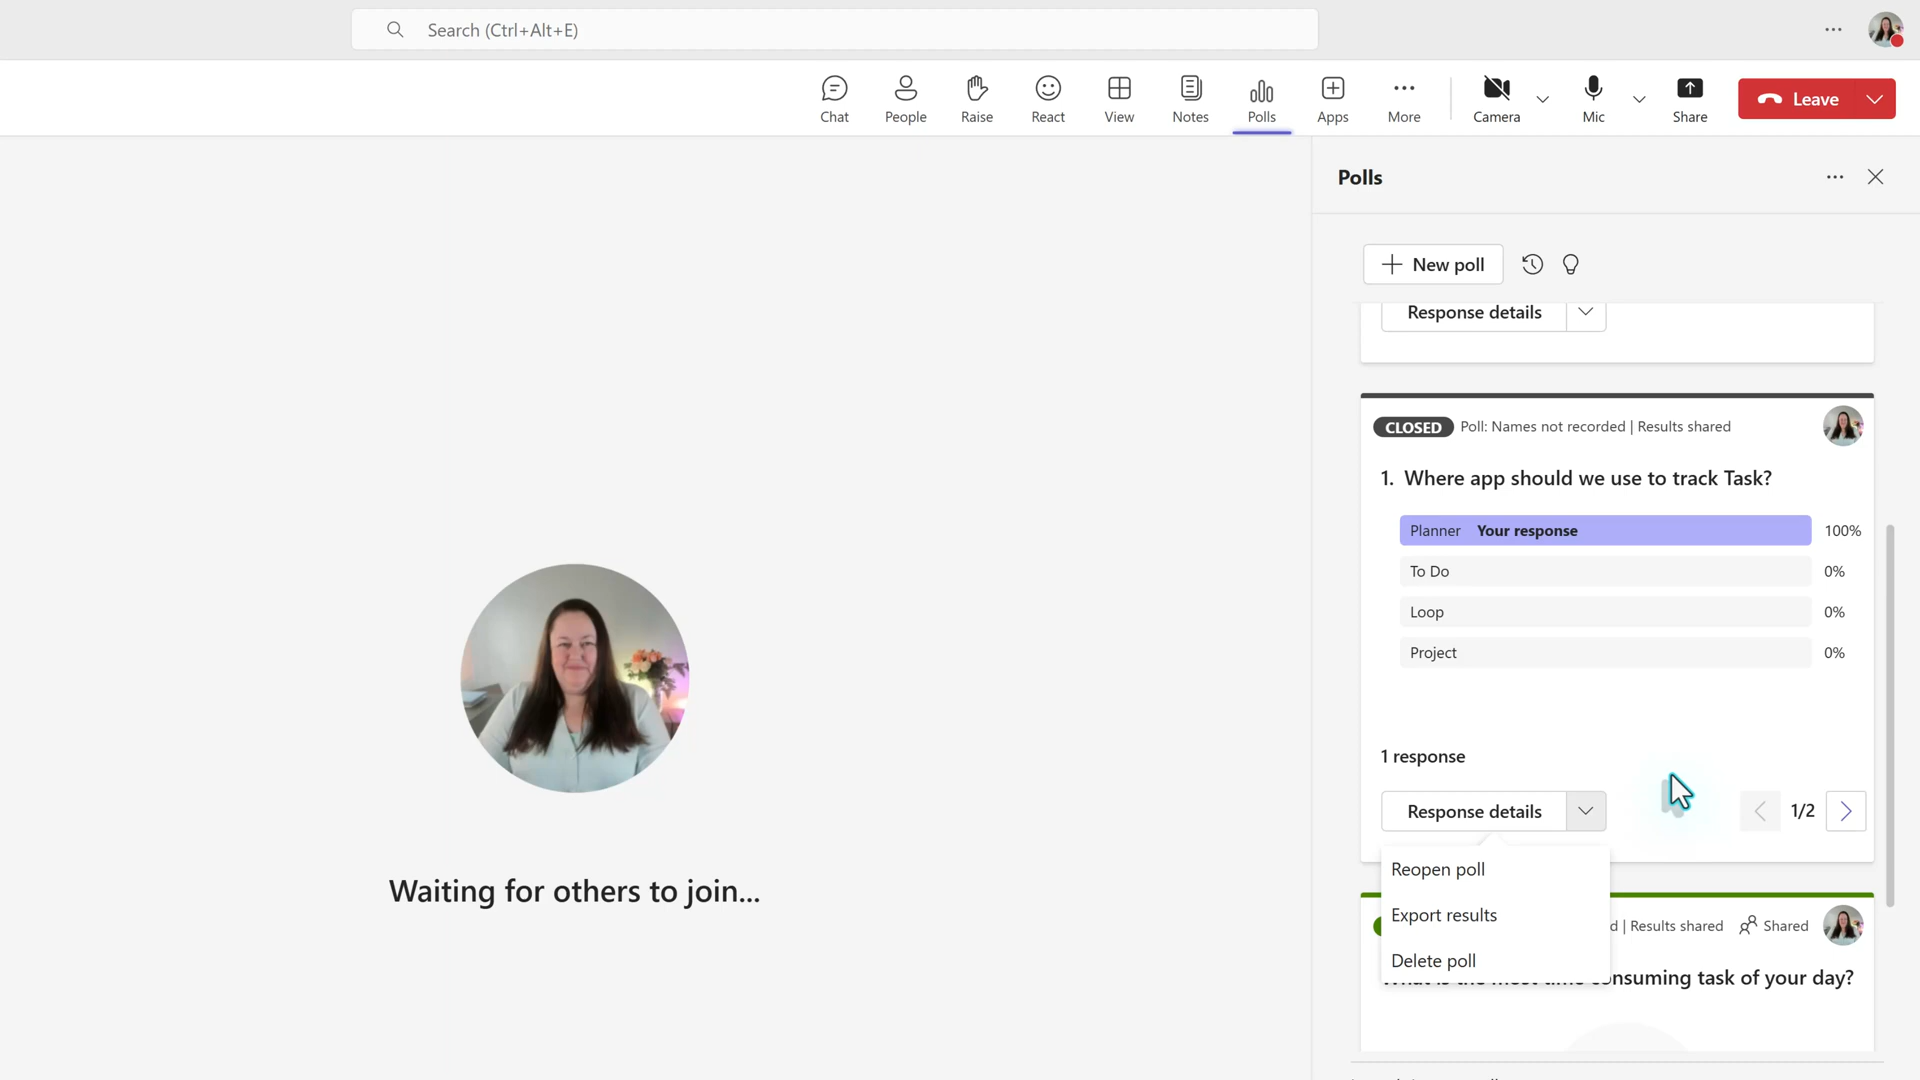 Search (Ctrl+Alt+E)
Chat
People
Raise
React
View
Notes
Polls
Apps
More
Camera
Mic
Share
Leave
Polls
New poll
Response details
CLOSED Poll: Names not recorded | Results shared
1. Where app should we use to track Task?
Planner Your response 100%
To Do 0%
Loop 0%
Project 0%
1 response
Response details
1/2
Reopen poll
Export results
Delete poll
d | Results shared Shared
nsuming task of your day?
Waiting for others to join...